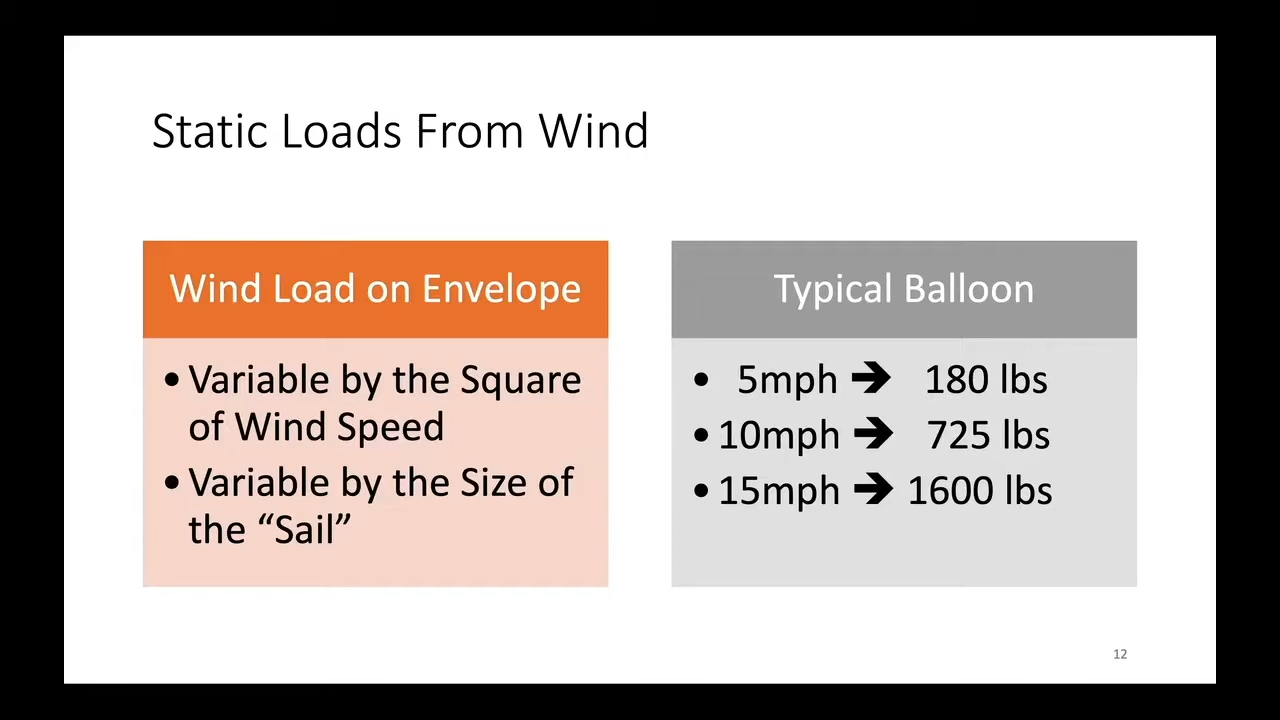 Static Loads From Wind
Wind Load on Envelope
• Variable by the Square
of Wind Speed
• Variable by the Size of
the “Sail”
Typical Balloon
• 5mph 🡺 180 lbs
• 10mph 🡺 725 lbs
• 15mph 🡺 1600 lbs
12